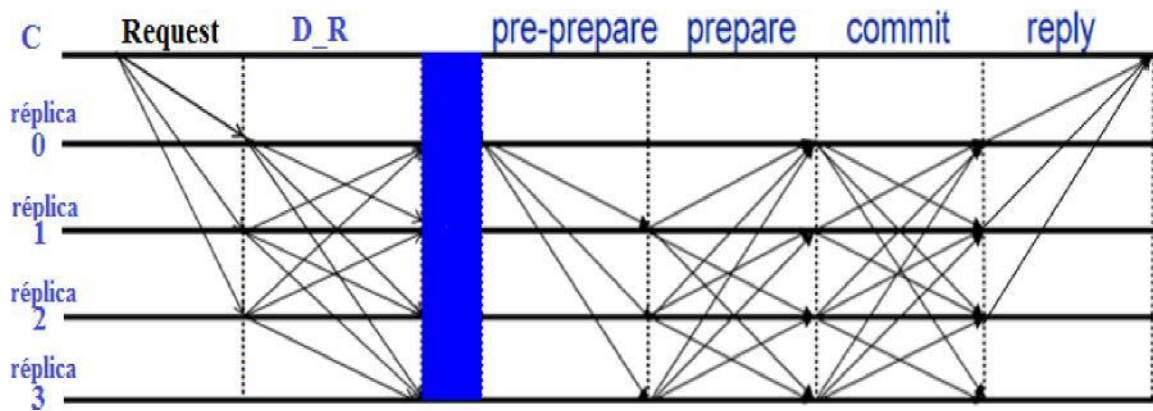 C Request D_R pre-prepare prepare commit reply
réplica
0
réplica
1
réplica
2
réplica
3